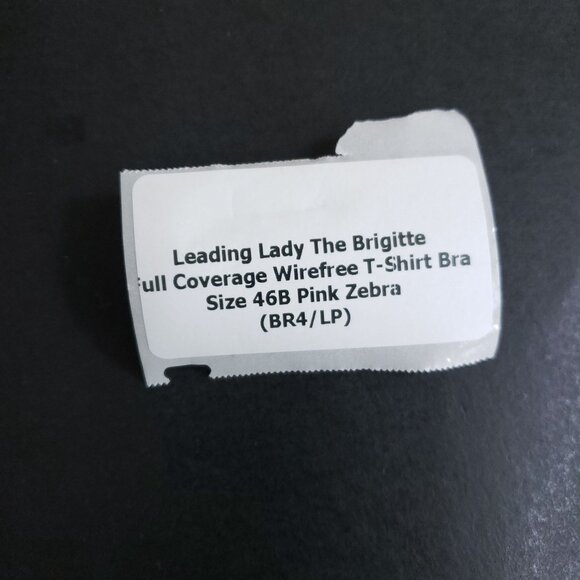 Leading Lady The Brigitte
Full Coverage Wirefree T-Shirt Bra
Size 46B Pink Zebra
(BR4/LP)